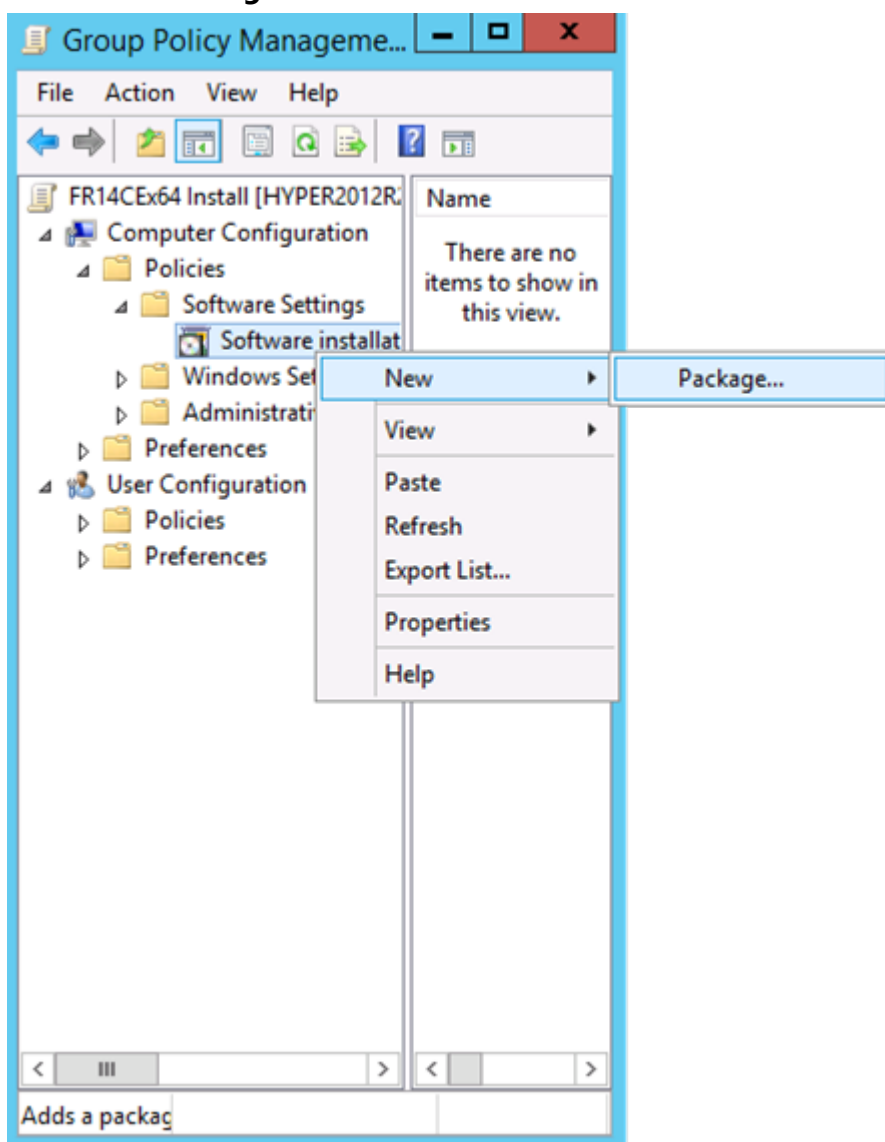 Group Policy Manageme...
File Action View Help
FR14CEx64 Install [HYPER2012R2
Name
Computer Configuration
There are no
items to show in
this view.
Policies
Software Settings
Software installat
New
Package...
Windows Set
Administrati
View
Preferences
User Configuration
Paste
Policies
Refresh
Preferences
Export List...
Properties
Help
Adds a packag